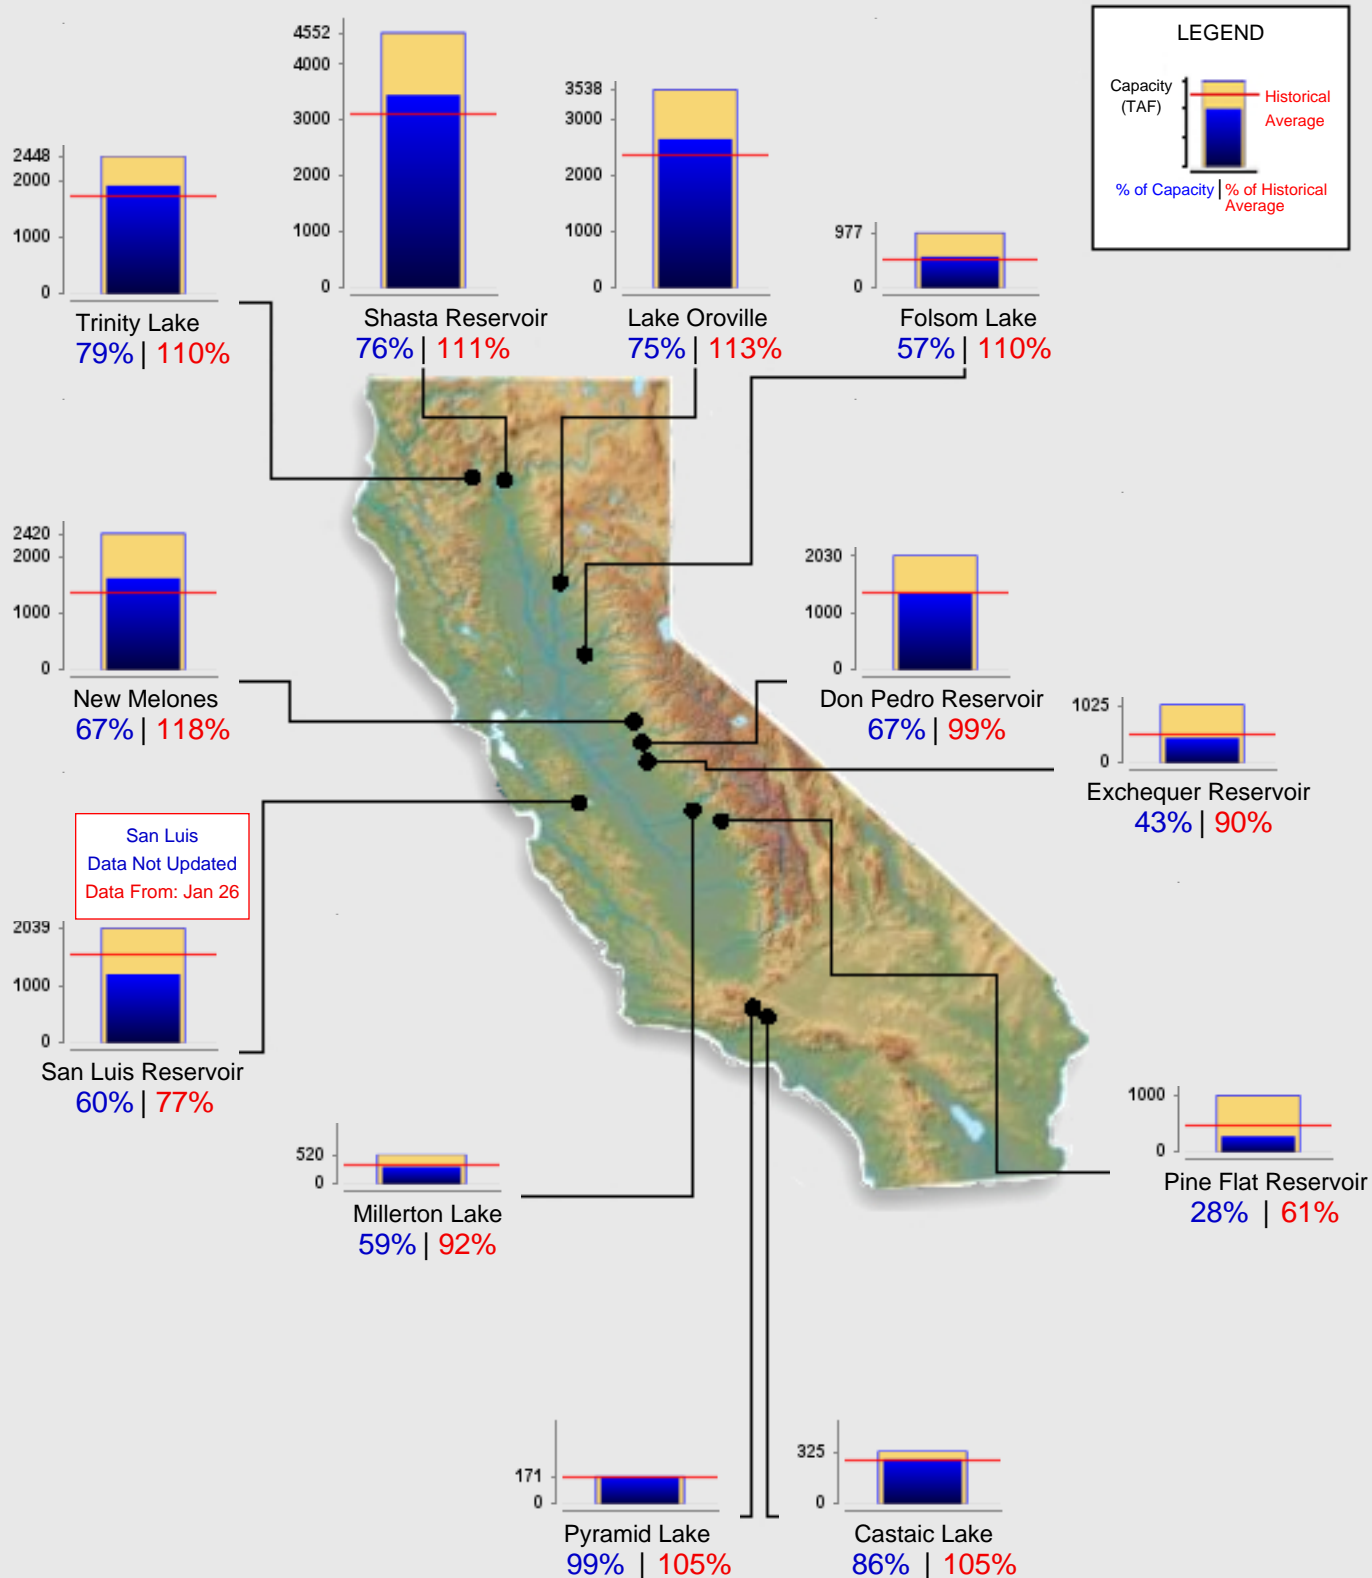 LEGEND
Capacity
(TAF)
Historical
Average
% of Capacity | % of Historical
Average
4552
4000
3000
2000
1000
0
Shasta Reservoir
76% | 111%
3538
3000
2000
1000
0
Lake Oroville
75% | 113%
2448
2000
1000
0
Trinity Lake
79% | 110%
977
0
Folsom Lake
57% | 110%
2420
2000
1000
0
New Melones
67% | 118%
2030
1000
0
Don Pedro Reservoir
67% | 99%
1025
0
Exchequer Reservoir
43% | 90%
San Luis
Data Not Updated
Data From: Jan 26
2039
1000
0
San Luis Reservoir
60% | 77%
520
0
Millerton Lake
59% | 92%
1000
0
Pine Flat Reservoir
28% | 61%
171
0
Pyramid Lake
99% | 105%
325
0
Castaic Lake
86% | 105%